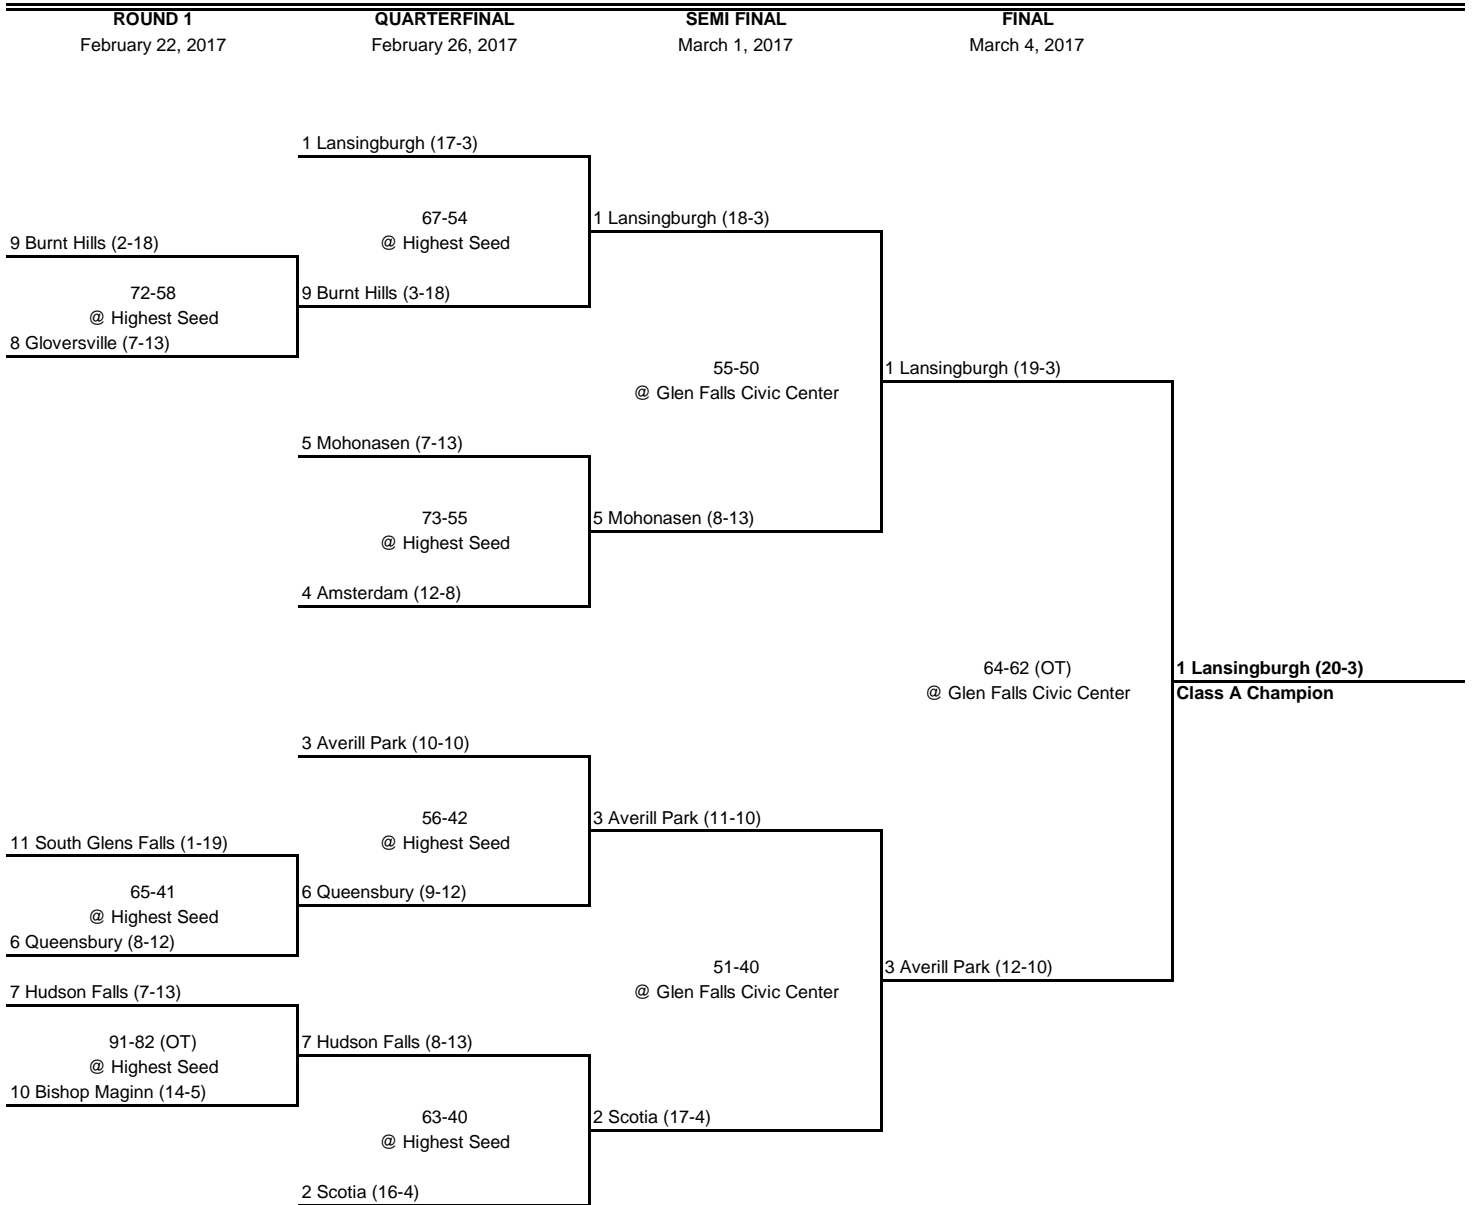 ROUND 1 QUARTERFINAL SEMI FINAL FINAL
February 22, 2017 February 26, 2017 March 1, 2017 March 4, 2017
1 Lansingburgh (17-3)
67-54 1 Lansingburgh (18-3)
9 Burnt Hills (2-18) @ Highest Seed
72-58 9 Burnt Hills (3-18)
@ Highest Seed
8 Gloversville (7-13)
55-50 1 Lansingburgh (19-3)
@ Glen Falls Civic Center
5 Mohonasen (7-13)
73-55 5 Mohonasen (8-13)
@ Highest Seed
4 Amsterdam (12-8)
64-62 (OT) 1 Lansingburgh (20-3)
@ Glen Falls Civic Center Class A Champion
3 Averill Park (10-10)
56-42 3 Averill Park (11-10)
11 South Glens Falls (1-19) @ Highest Seed
65-41 6 Queensbury (9-12)
@ Highest Seed
6 Queensbury (8-12)
51-40 3 Averill Park (12-10)
7 Hudson Falls (7-13) @ Glen Falls Civic Center
91-82 (OT) 7 Hudson Falls (8-13)
@ Highest Seed
10 Bishop Maginn (14-5)
63-40 2 Scotia (17-4)
@ Highest Seed
2 Scotia (16-4)